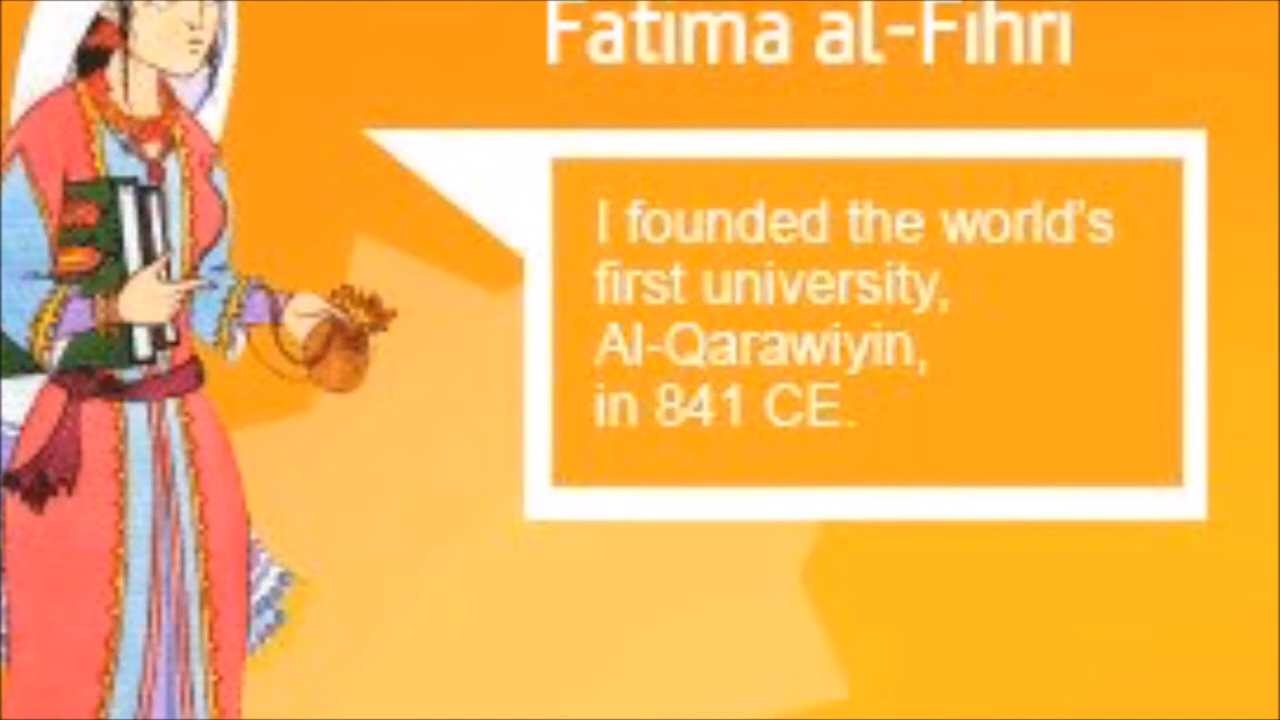 Fatima al-Fihri
I founded the world's
first university,
Al-Qarawiyin,
in 841 CE.